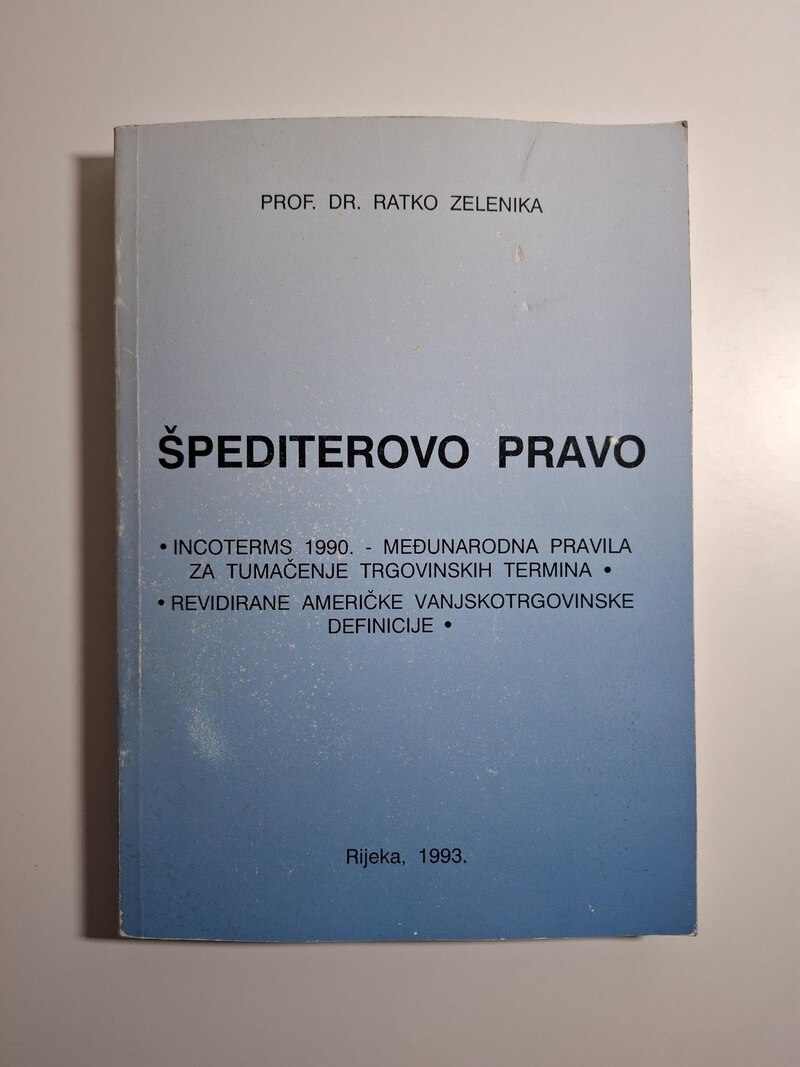 PROF. DR. RATKO ZELENIKA
ŠPEDITEROVO PRAVO
• INCOTERMS 1990. - MEĐUNARODNA PRAVILA
ZA TUMAČENJE TRGOVINSKIH TERMINA •
• REVIDIRANE AMERIČKE VANJSKOTRGOVINSKE
DEFINICIJE •
Rijeka, 1993.